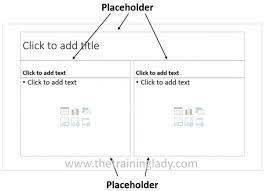 Placeholder
Click to add title
Click to add text
Click to add text
• Click to add text
• Click to add text
www.thetraininglady.com
Placeholder